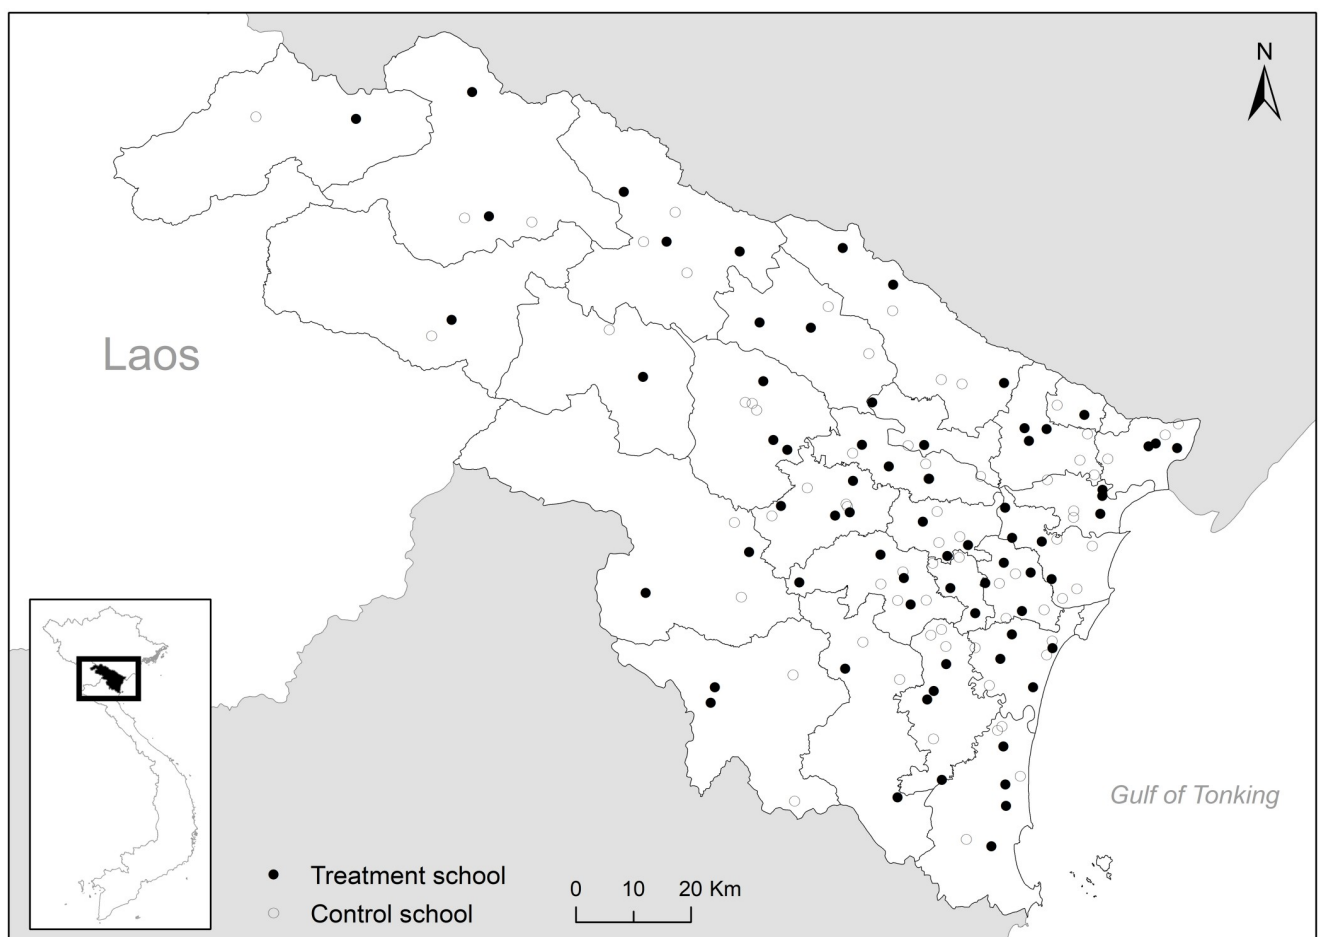 N
Laos
Gulf of Tonking
Treatment school
Control school
0 10 20 Km